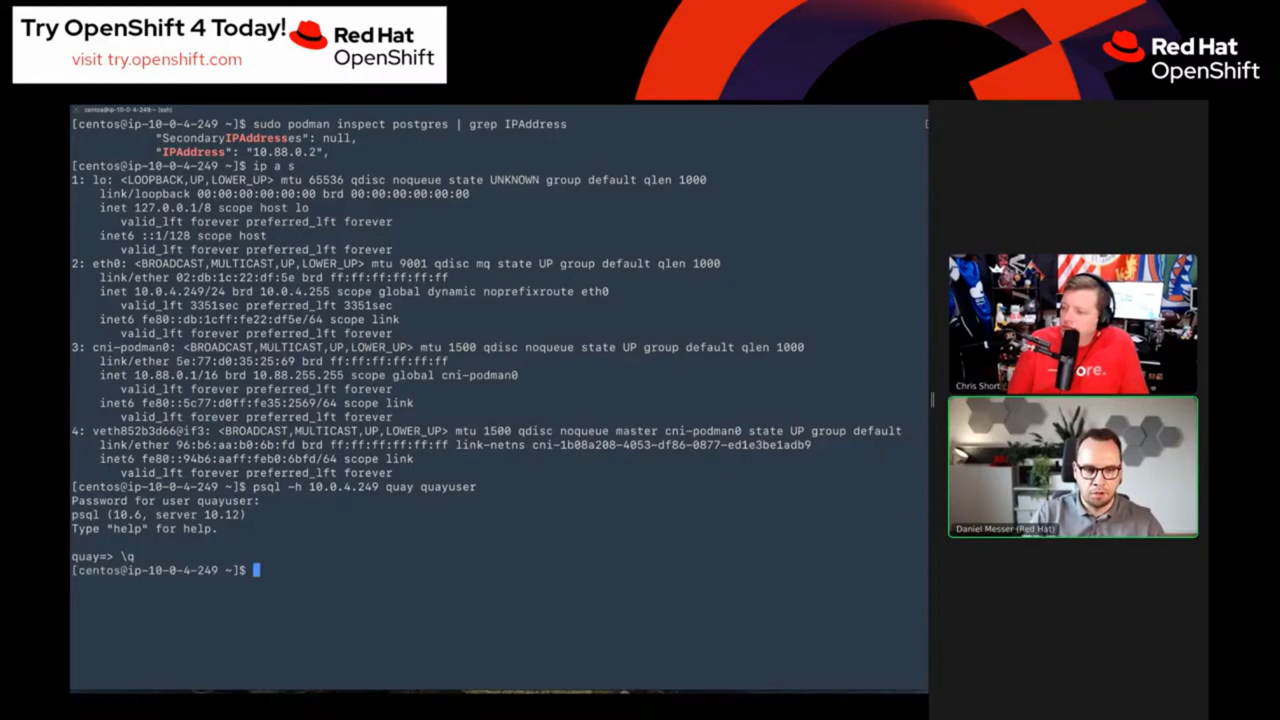 Try OpenShift 4 Today!
visit try.openshift.com
Red Hat
OpenShift
Red Hat
OpenShift
centos@ip-10-0-4-249:~ (ssh)
[centos@ip-10-0-4-249 ~]$ sudo podman inspect postgres | grep IPAddress
"SecondaryIPAddresses": null,
"IPAddress": "10.88.0.2",
[centos@ip-10-0-4-249 ~]$ ip a s
1: lo: <LOOPBACK,UP,LOWER_UP> mtu 65536 qdisc noqueue state UNKNOWN group default qlen 1000
link/loopback 00:00:00:00:00:00 brd 00:00:00:00:00:00
inet 127.0.0.1/8 scope host lo
valid_lft forever preferred_lft forever
inet6 ::1/128 scope host
valid_lft forever preferred_lft forever
2: eth0: <BROADCAST,MULTICAST,UP,LOWER_UP> mtu 9001 qdisc mq state UP group default qlen 1000
link/ether 02:db:1c:22:df:5e brd ff:ff:ff:ff:ff:ff
inet 10.0.4.249/24 brd 10.0.4.255 scope global dynamic noprefixroute eth0
valid_lft 3351sec preferred_lft 3351sec
inet6 fe80::db:1cff:fe22:df5e/64 scope link
valid_lft forever preferred_lft forever
3: cni-podman0: <BROADCAST,MULTICAST,UP,LOWER_UP> mtu 1500 qdisc noqueue state UP group default qlen 1000
link/ether 5e:77:d0:35:25:69 brd ff:ff:ff:ff:ff:ff
inet 10.88.0.1/16 brd 10.88.255.255 scope global cni-podman0
valid_lft forever preferred_lft forever
inet6 fe80::5c77:d0ff:fe35:2569/64 scope link
valid_lft forever preferred_lft forever
4: veth852b3d66@if3: <BROADCAST,MULTICAST,UP,LOWER_UP> mtu 1500 qdisc noqueue master cni-podman0 state UP group default
link/ether 96:b6:aa:b0:6b:fd brd ff:ff:ff:ff:ff:ff link-netns cni-1b08a208-4053-df86-0877-ed1e3be1adb9
inet6 fe80::94b6:aaff:feb0:6bfd/64 scope link
valid_lft forever preferred_lft forever
[centos@ip-10-0-4-249 ~]$ psql -h 10.0.4.249 quay quayuser
Password for user quayuser:
psql (10.6, server 10.12)
Type "help" for help.
quay=> \q
[centos@ip-10-0-4-249 ~]$
ore.
Chris Short
Daniel Messer (Red Hat)